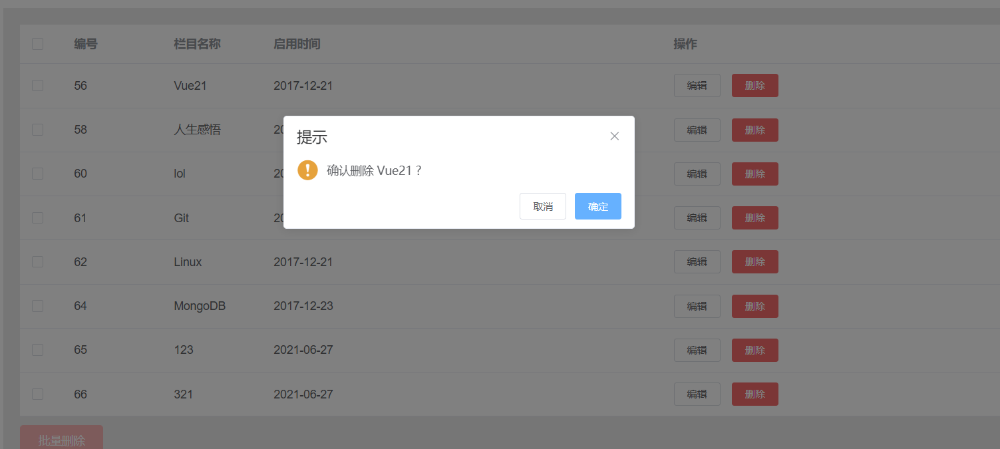 编号 栏目名称 启用时间 操作
56 Vue21 2017-12-21 编辑 删除
58 人生感悟 20 编辑 删除
60 lol 20 编辑 删除
61 Git 20 编辑 删除
提示
确认删除 Vue21 ?
取消 确定
62 Linux 2017-12-21 编辑 删除
64 MongoDB 2017-12-23 编辑 删除
65 123 2021-06-27 编辑 删除
66 321 2021-06-27 编辑 删除
批量删除